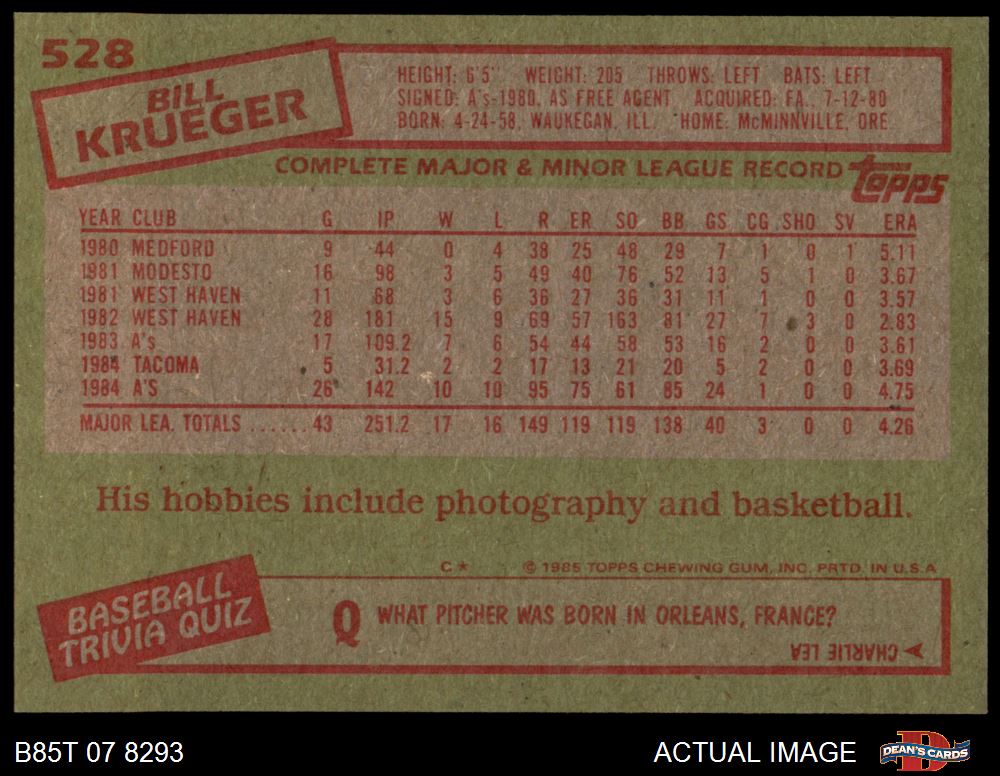 528
BILL
KRUEGER
HEIGHT: 6'5" WEIGHT: 205 THROWS: LEFT BATS: LEFT
SIGNED: A's-1980, AS FREE AGENT ACQUIRED: FA., 7-12-80
BORN: 4-24-58, WAUKEGAN, ILL. HOME: McMINNVILLE, ORE
COMPLETE MAJOR & MINOR LEAGUE RECORD topps
YEAR CLUB G IP W L R ER SO BB GS CG SHO SV ERA
1980 MEDFORD 9 44 0 4 38 25 48 29 7 1 0 1 5.11
1981 MODESTO 16 98 3 5 49 40 76 52 13 5 1 0 3.67
1981 WEST HAVEN 11 68 3 6 36 27 36 31 11 1 0 0 3.57
1982 WEST HAVEN 28 181 15 9 69 57 163 81 27 7 3 0 2.83
1983 A's 17 109.2 7 6 54 44 58 53 16 2 0 0 3.61
1984 TACOMA 5 31.2 2 2 17 13 21 20 5 2 0 0 3.69
1984 A'S 26 142 10 10 95 75 61 85 24 1 0 0 4.75
MAJOR LEA. TOTALS ...... 43 251.2 17 16 149 119 119 138 40 3 0 0 4.26
His hobbies include photography and basketball.
C* © 1985 TOPPS CHEWING GUM, INC. PRTD. IN U.S.A
BASEBALL
TRIVIA QUIZ
Q WHAT PITCHER WAS BORN IN ORLEANS, FRANCE?
CHARLIE LEA
B85T 07 8293 ACTUAL IMAGE DEAN'S CARDS